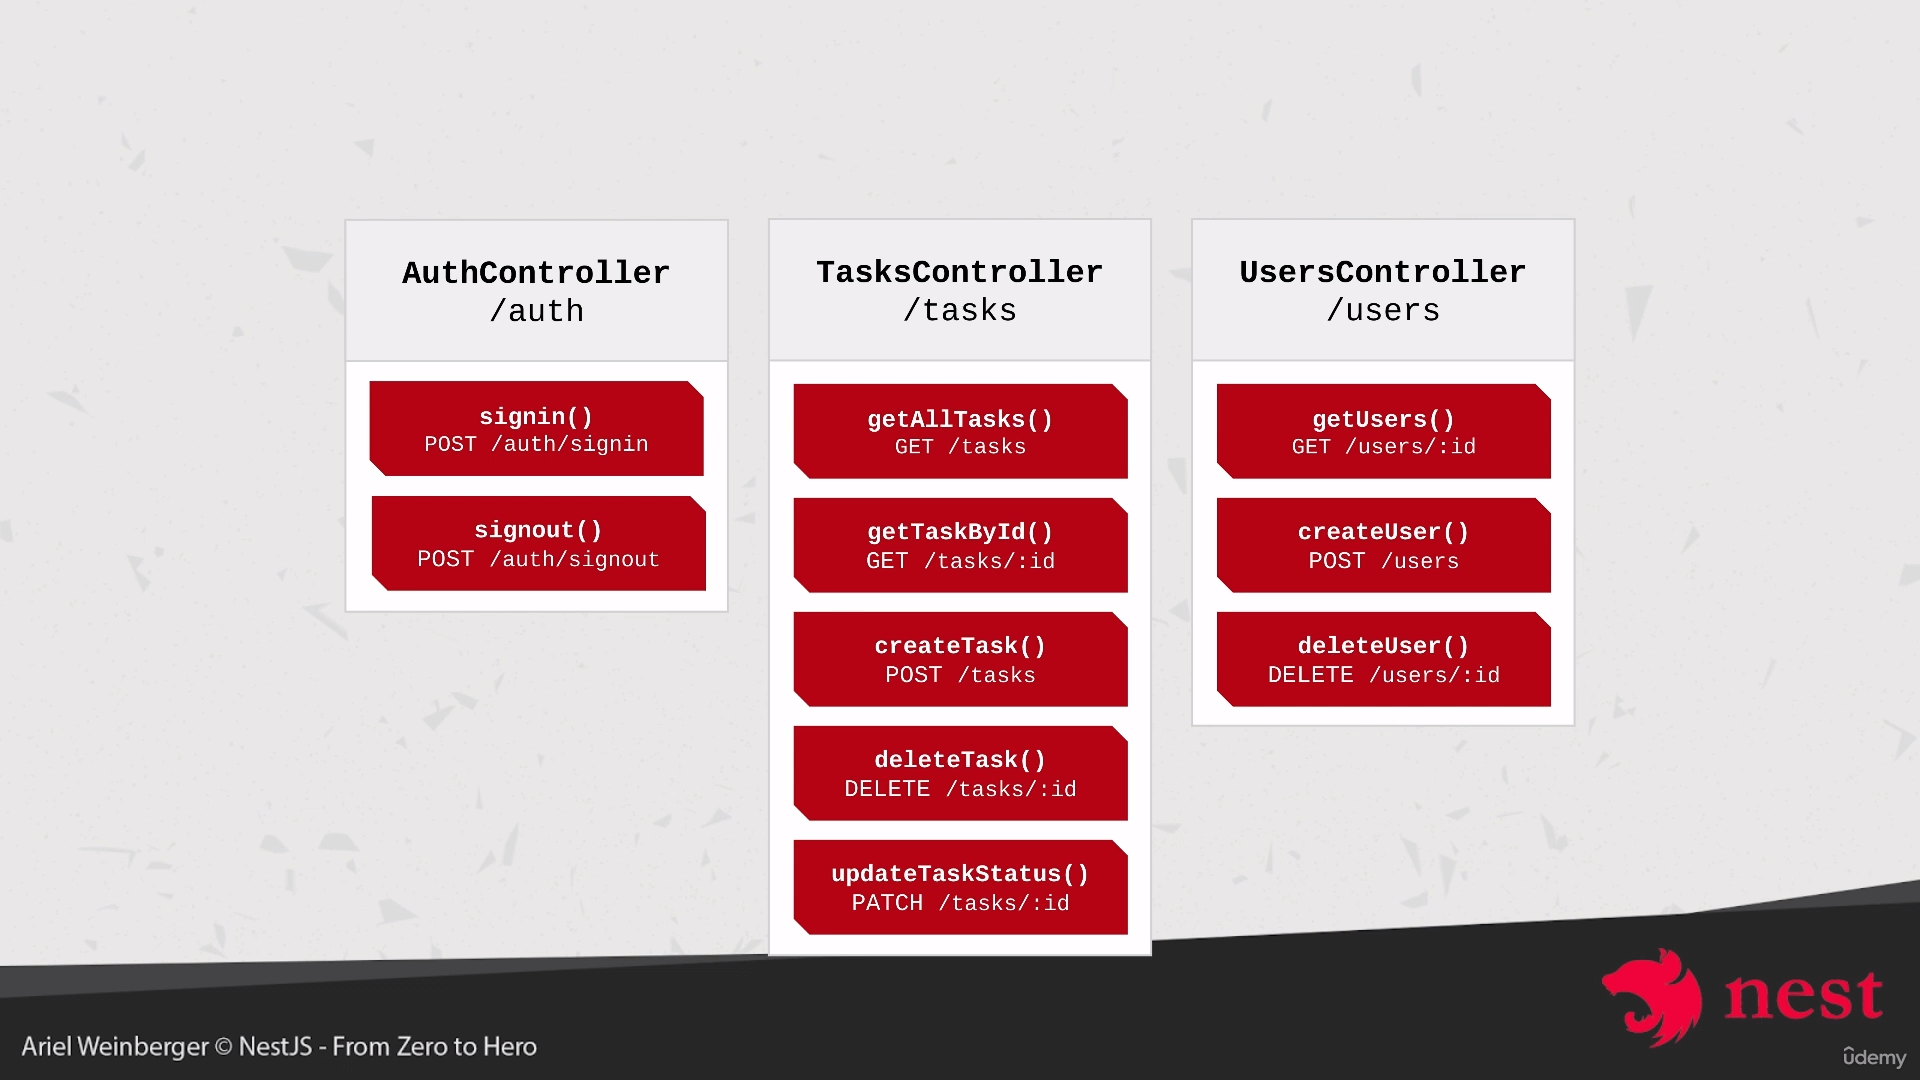 AuthController
/auth
signin()
POST /auth/signin
signout()
POST /auth/signout
TasksController
/tasks
getAllTasks()
GET /tasks
getTaskById()
GET /tasks/:id
createTask()
POST /tasks
deleteTask()
DELETE /tasks/:id
updateTaskStatus()
PATCH /tasks/:id
UsersController
/users
getUsers()
GET /users/:id
createUser()
POST /users
deleteUser()
DELETE /users/:id
nest
Ariel Weinberger © NestJS - From Zero to Hero
ûdemy